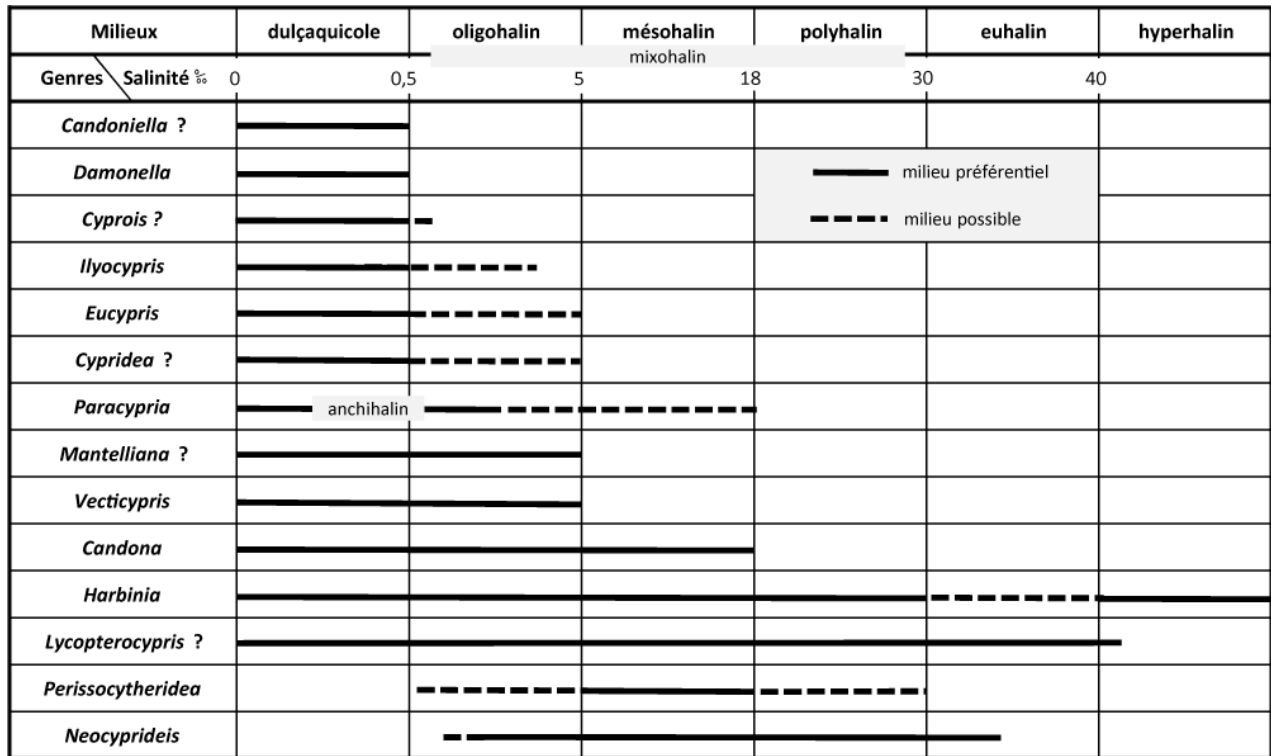 Milieux dulçaquicole oligohalin mésohalin polyhalin euhalin hyperhalin
mixohalin
Genres Salinité ‰ 0 0,5 5 18 30 40
Candoniella ?
Damonella
milieu préférentiel
Cyprois ?
milieu possible
Ilyocypris
Eucypris
Cypridea ?
Paracypria anchihalin
Mantelliana ?
Vecticypris
Candona
Harbinia
Lycopterocypris ?
Perissocytheridea
Neocyprideis